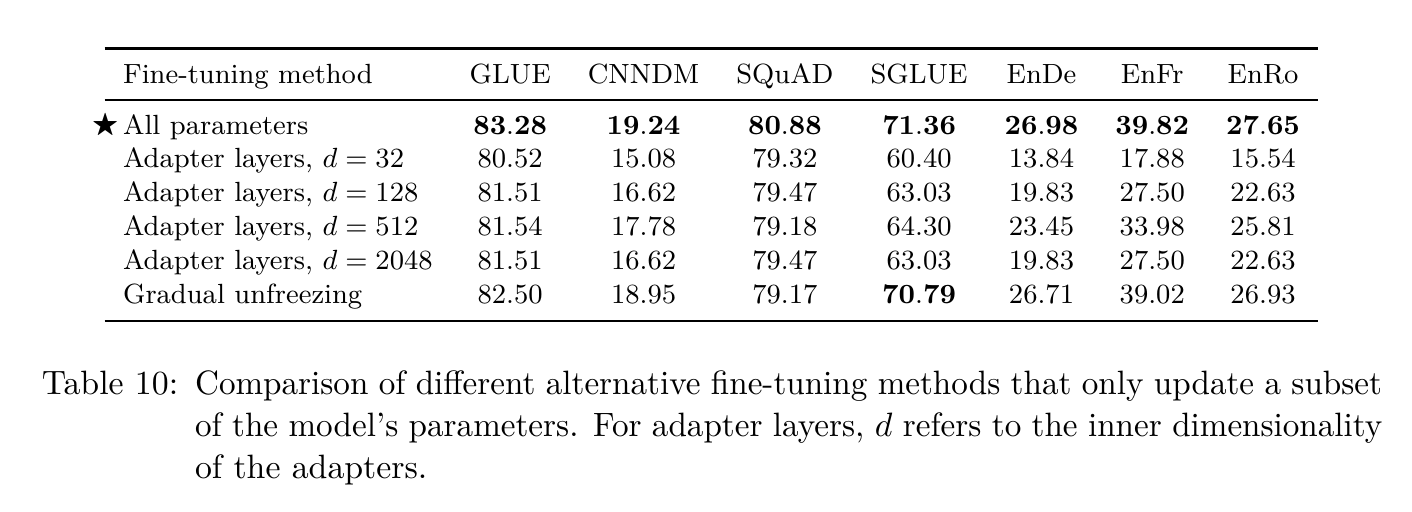 Fine-tuning method GLUE CNNDM SQuAD SGLUE EnDe EnFr EnRo
★ All parameters 83.28 19.24 80.88 71.36 26.98 39.82 27.65
Adapter layers, d = 32 80.52 15.08 79.32 60.40 13.84 17.88 15.54
Adapter layers, d = 128 81.51 16.62 79.47 63.03 19.83 27.50 22.63
Adapter layers, d = 512 81.54 17.78 79.18 64.30 23.45 33.98 25.81
Adapter layers, d = 2048 81.51 16.62 79.47 63.03 19.83 27.50 22.63
Gradual unfreezing 82.50 18.95 79.17 70.79 26.71 39.02 26.93
Table 10: Comparison of different alternative fine-tuning methods that only update a subset
of the model's parameters. For adapter layers, d refers to the inner dimensionality
of the adapters.